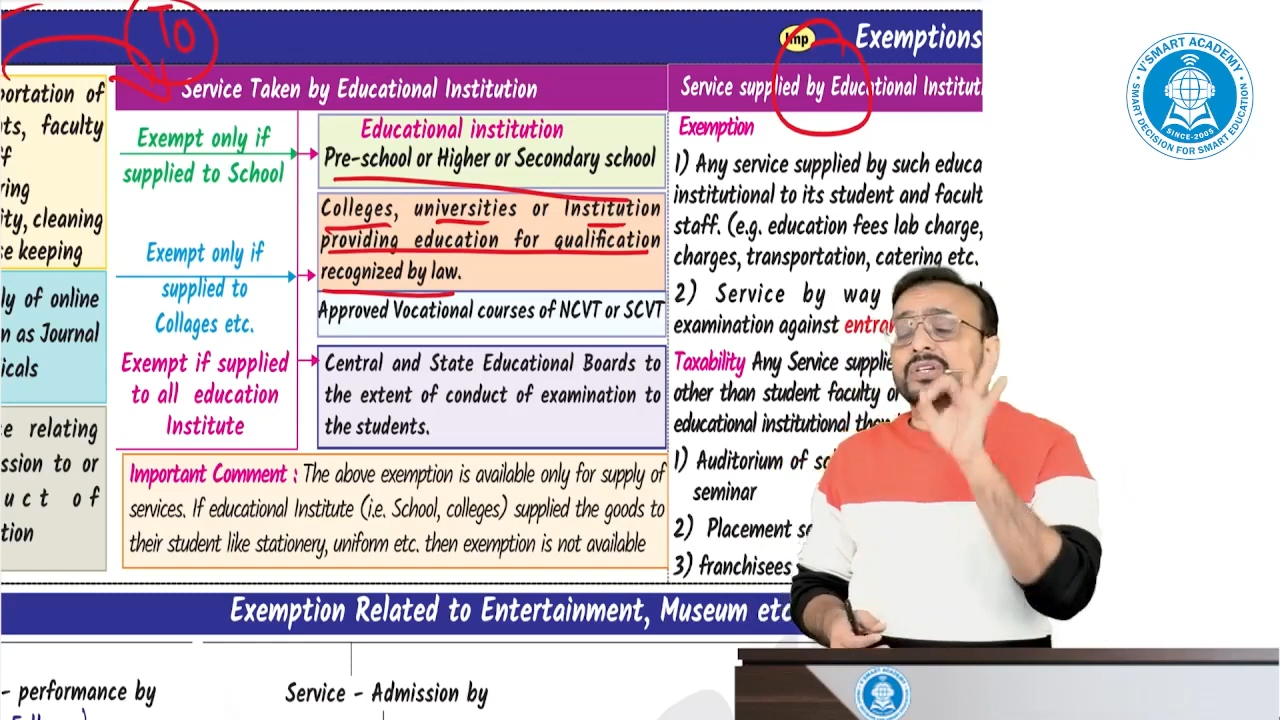 TO
Imp
Exemptions
Service Taken by Educational Institution
Service supplied by Educational Instituti
portation of
ts, faculty
ff
ring
ity, cleaning
se keeping
ly of online
n as Journal
icals
e relating
ssion to or
uct of
tion
Exempt only if
supplied to School
Exempt only if
supplied to
Collages etc.
Exempt if supplied
to all education
Institute
Educational institution
Pre-school or Higher or Secondary school
Colleges, universities or Institution
providing education for qualification
recognized by law.
Approved Vocational courses of NCVT or SCVT
Central and State Educational Boards to
the extent of conduct of examination to
the students.
Important Comment : The above exemption is available only for supply of
services. If educational Institute (i.e. School, colleges) supplied the goods to
their student like stationery, uniform etc. then exemption is not available
Exemption
1) Any service supplied by such educa
institutional to its student and facult
staff. (e.g. education fees lab charge,
charges, transportation, catering etc.
2) Service by way
examination against entran
Taxability Any Service supplie
other than student faculty or
educational institutional then
1) Auditorium of sc
seminar
2) Placement se
3) franchisees
Exemption Related to Entertainment, Museum etc
- performance by
Service - Admission by
V'SMART ACADEMY
SINCE-2005
SMART DECISION FOR SMART EDUCATION